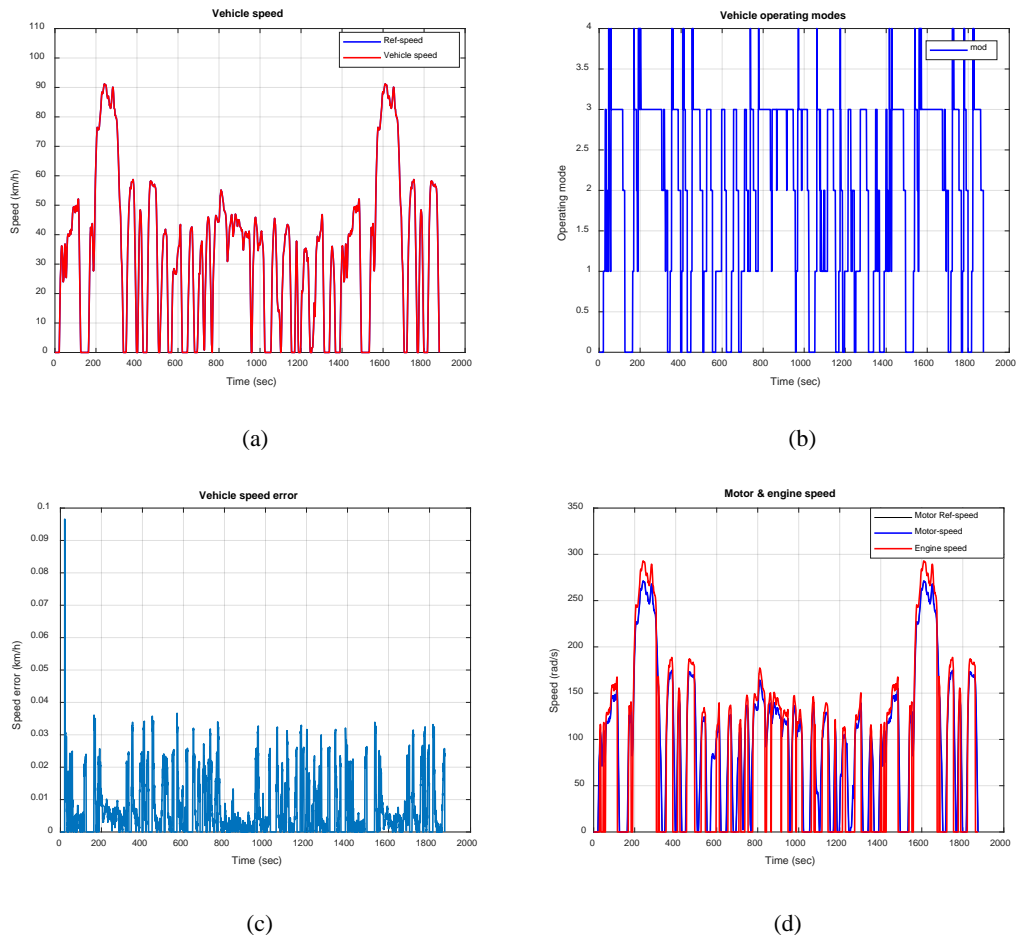 Vehicle speed
110
100
90
80
70
60
50
40
30
20
10
0
Speed (km/h)
Ref-speed
Vehicle speed
0 200 400 600 800 1000 1200 1400 1600 1800 2000
Time (sec)
(a)
Vehicle operating modes
4
3.5
3
2.5
2
1.5
1
0.5
0
Operating mode
mod
0 200 400 600 800 1000 1200 1400 1600 1800 2000
Time (sec)
(b)
Vehicle speed error
0.1
0.09
0.08
0.07
0.06
0.05
0.04
0.03
0.02
0.01
0
Speed error (km/h)
0 200 400 600 800 1000 1200 1400 1600 1800 2000
Time (sec)
(c)
Motor & engine speed
350
300
250
200
150
100
50
0
Speed (rad/s)
Motor Ref-speed
Motor-speed
Engine speed
0 200 400 600 800 1000 1200 1400 1600 1800 2000
Time (sec)
(d)